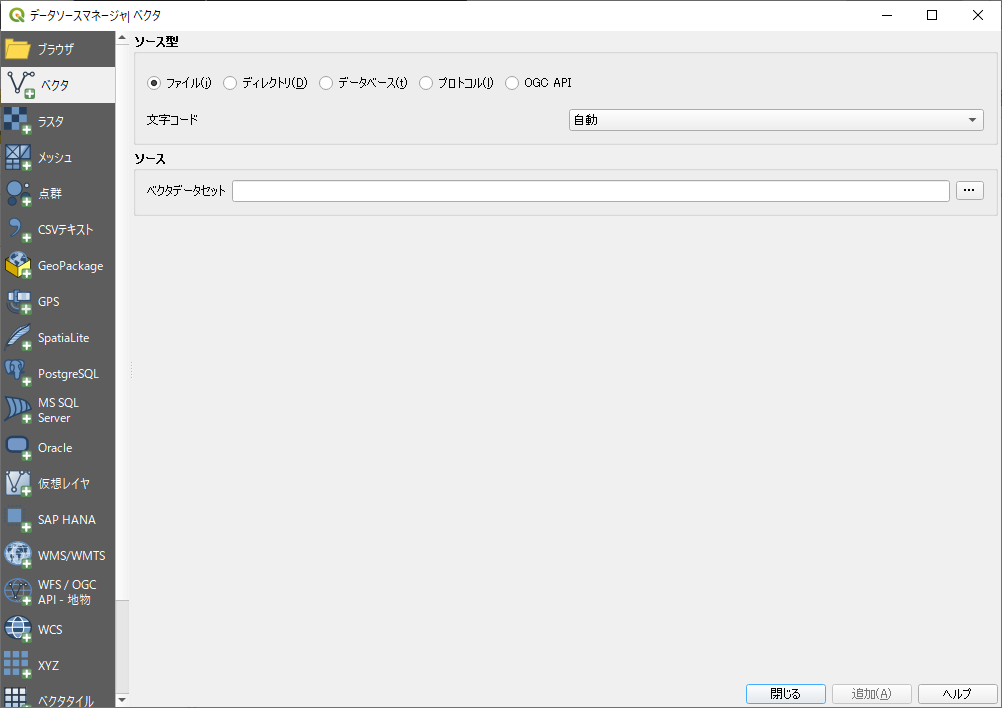 データソースマネージャ| ベクタ
ブラウザ
ベクタ
ラスタ
メッシュ
点群
CSVテキスト
GeoPackage
GPS
SpatiaLite
PostgreSQL
MS SQL
Server
Oracle
仮想レイヤ
SAP HANA
WMS/WMTS
WFS / OGC
API - 地物
WCS
XYZ
ベクタタイル
ソース型
ファイル(i) ディレクトリ(D) データベース(t) プロトコル(l) OGC API
文字コード 自動
ソース
ベクタデータセット ...
閉じる 追加(A) ヘルプ